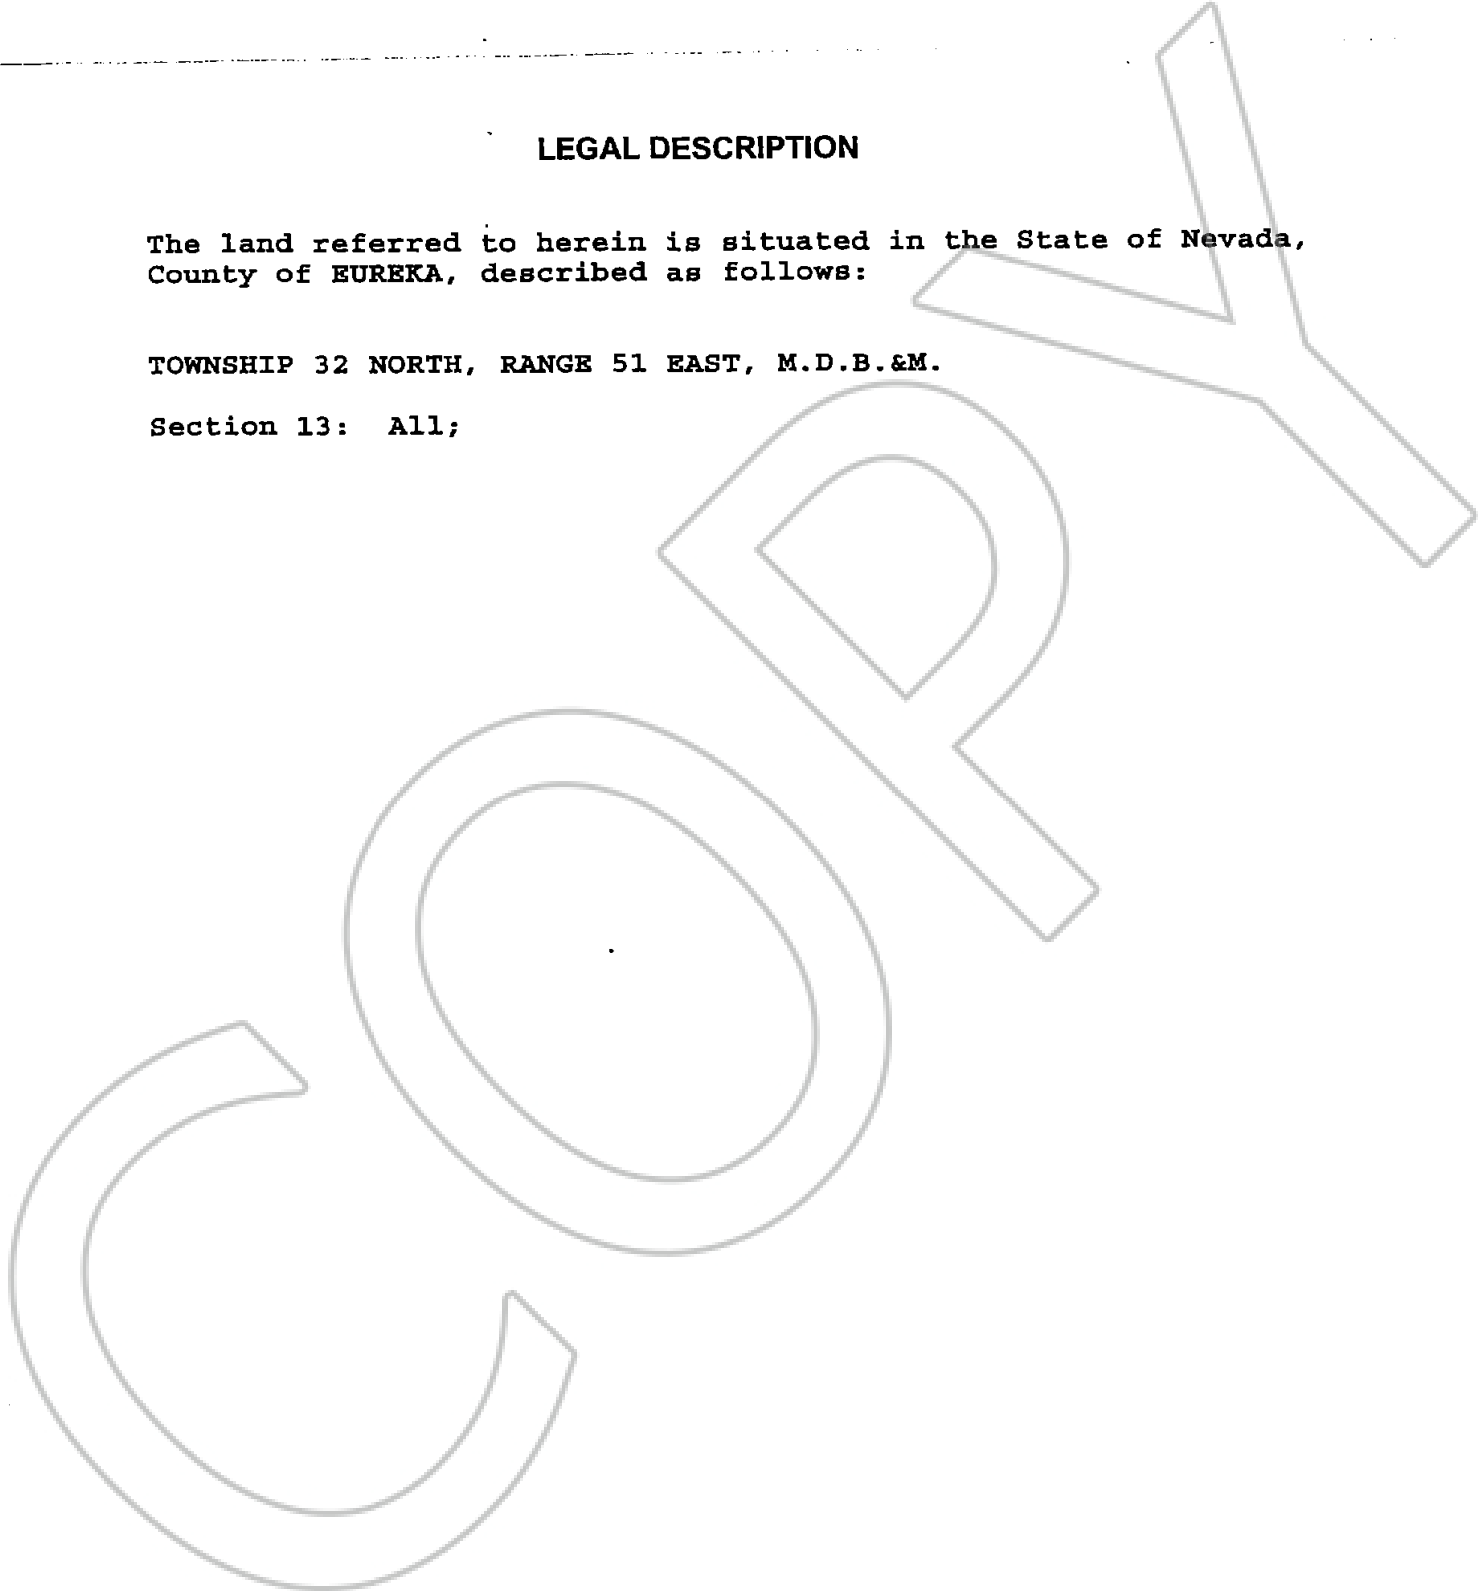 LEGAL DESCRIPTION
The land referred to herein is situated in the State of Nevada,
County of EUREKA, described as follows:
TOWNSHIP 32 NORTH, RANGE 51 EAST, M.D.B.&M.
Section 13: All;
COPY